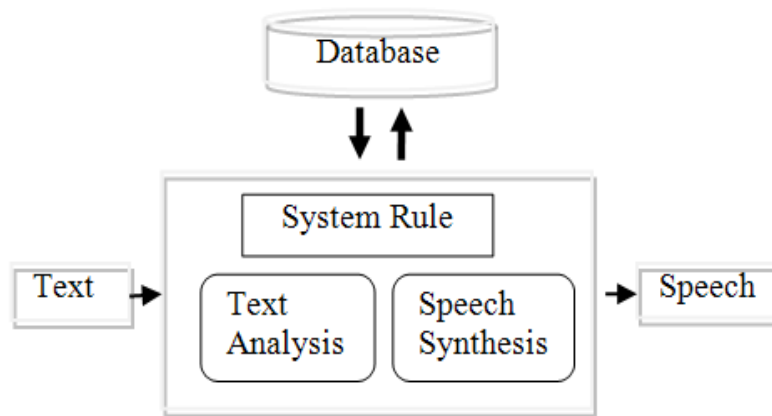 Database
System Rule
Text
Text
Analysis
Speech
Synthesis
Speech